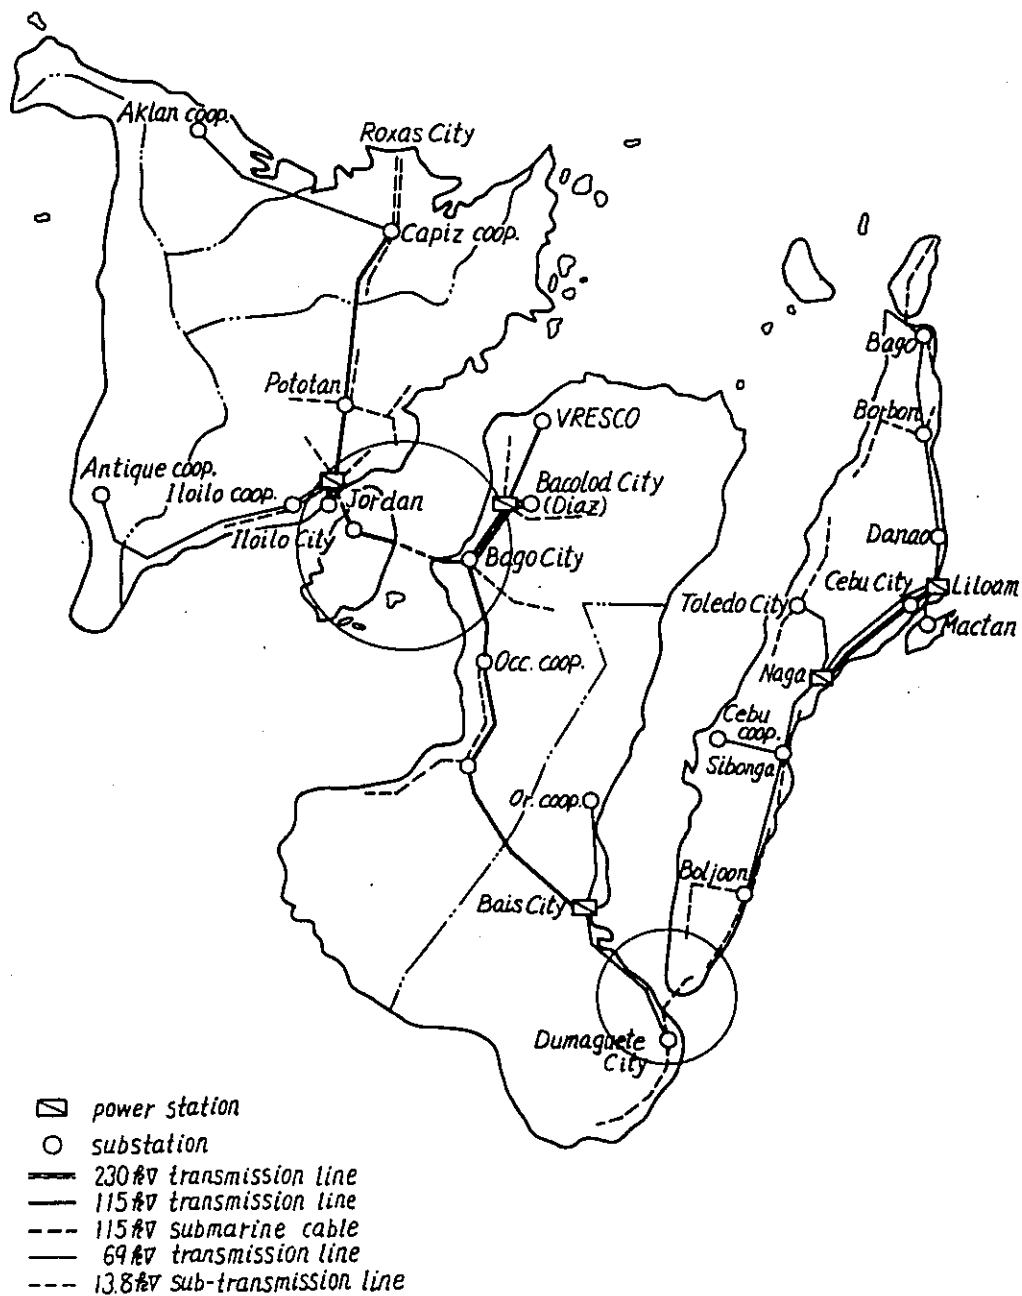 Aklan coop.
Roxas City
Capiz coop.
Pototan
Antique coop.
Iloilo coop.
Jordan
Iloilo City
VRESCO
Bacolod City
(Diaz)
Bago City
Occ. coop.
Or. coop.
Bais City
Dumaguete
City
Bago
Borbon
Danao
Cebu City
Liloam
Toledo City
Mactan
Naga
Cebu
coop.
Sibonga
Boljoon
power station
substation
230kV transmission line
115kV transmission line
115kV submarine cable
69kV transmission line
13.8kV sub-transmission line